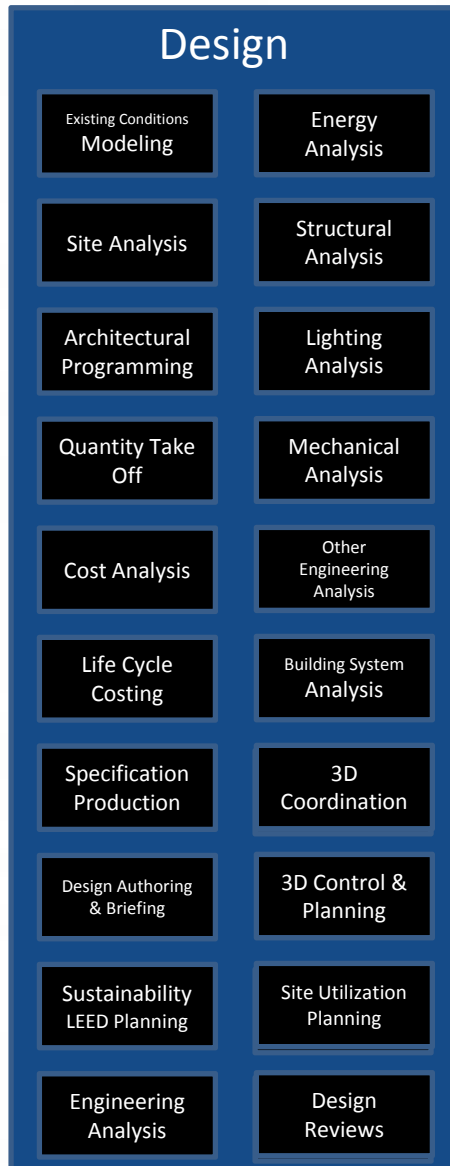 Design
Existing Conditions
Modeling
Energy
Analysis
Site Analysis
Structural
Analysis
Architectural
Programming
Lighting
Analysis
Quantity Take
Off
Mechanical
Analysis
Cost Analysis
Other
Engineering
Analysis
Life Cycle
Costing
Building System
Analysis
Specification
Production
3D
Coordination
Design Authoring
& Briefing
3D Control &
Planning
Sustainability
LEED Planning
Site Utilization
Planning
Engineering
Analysis
Design
Reviews